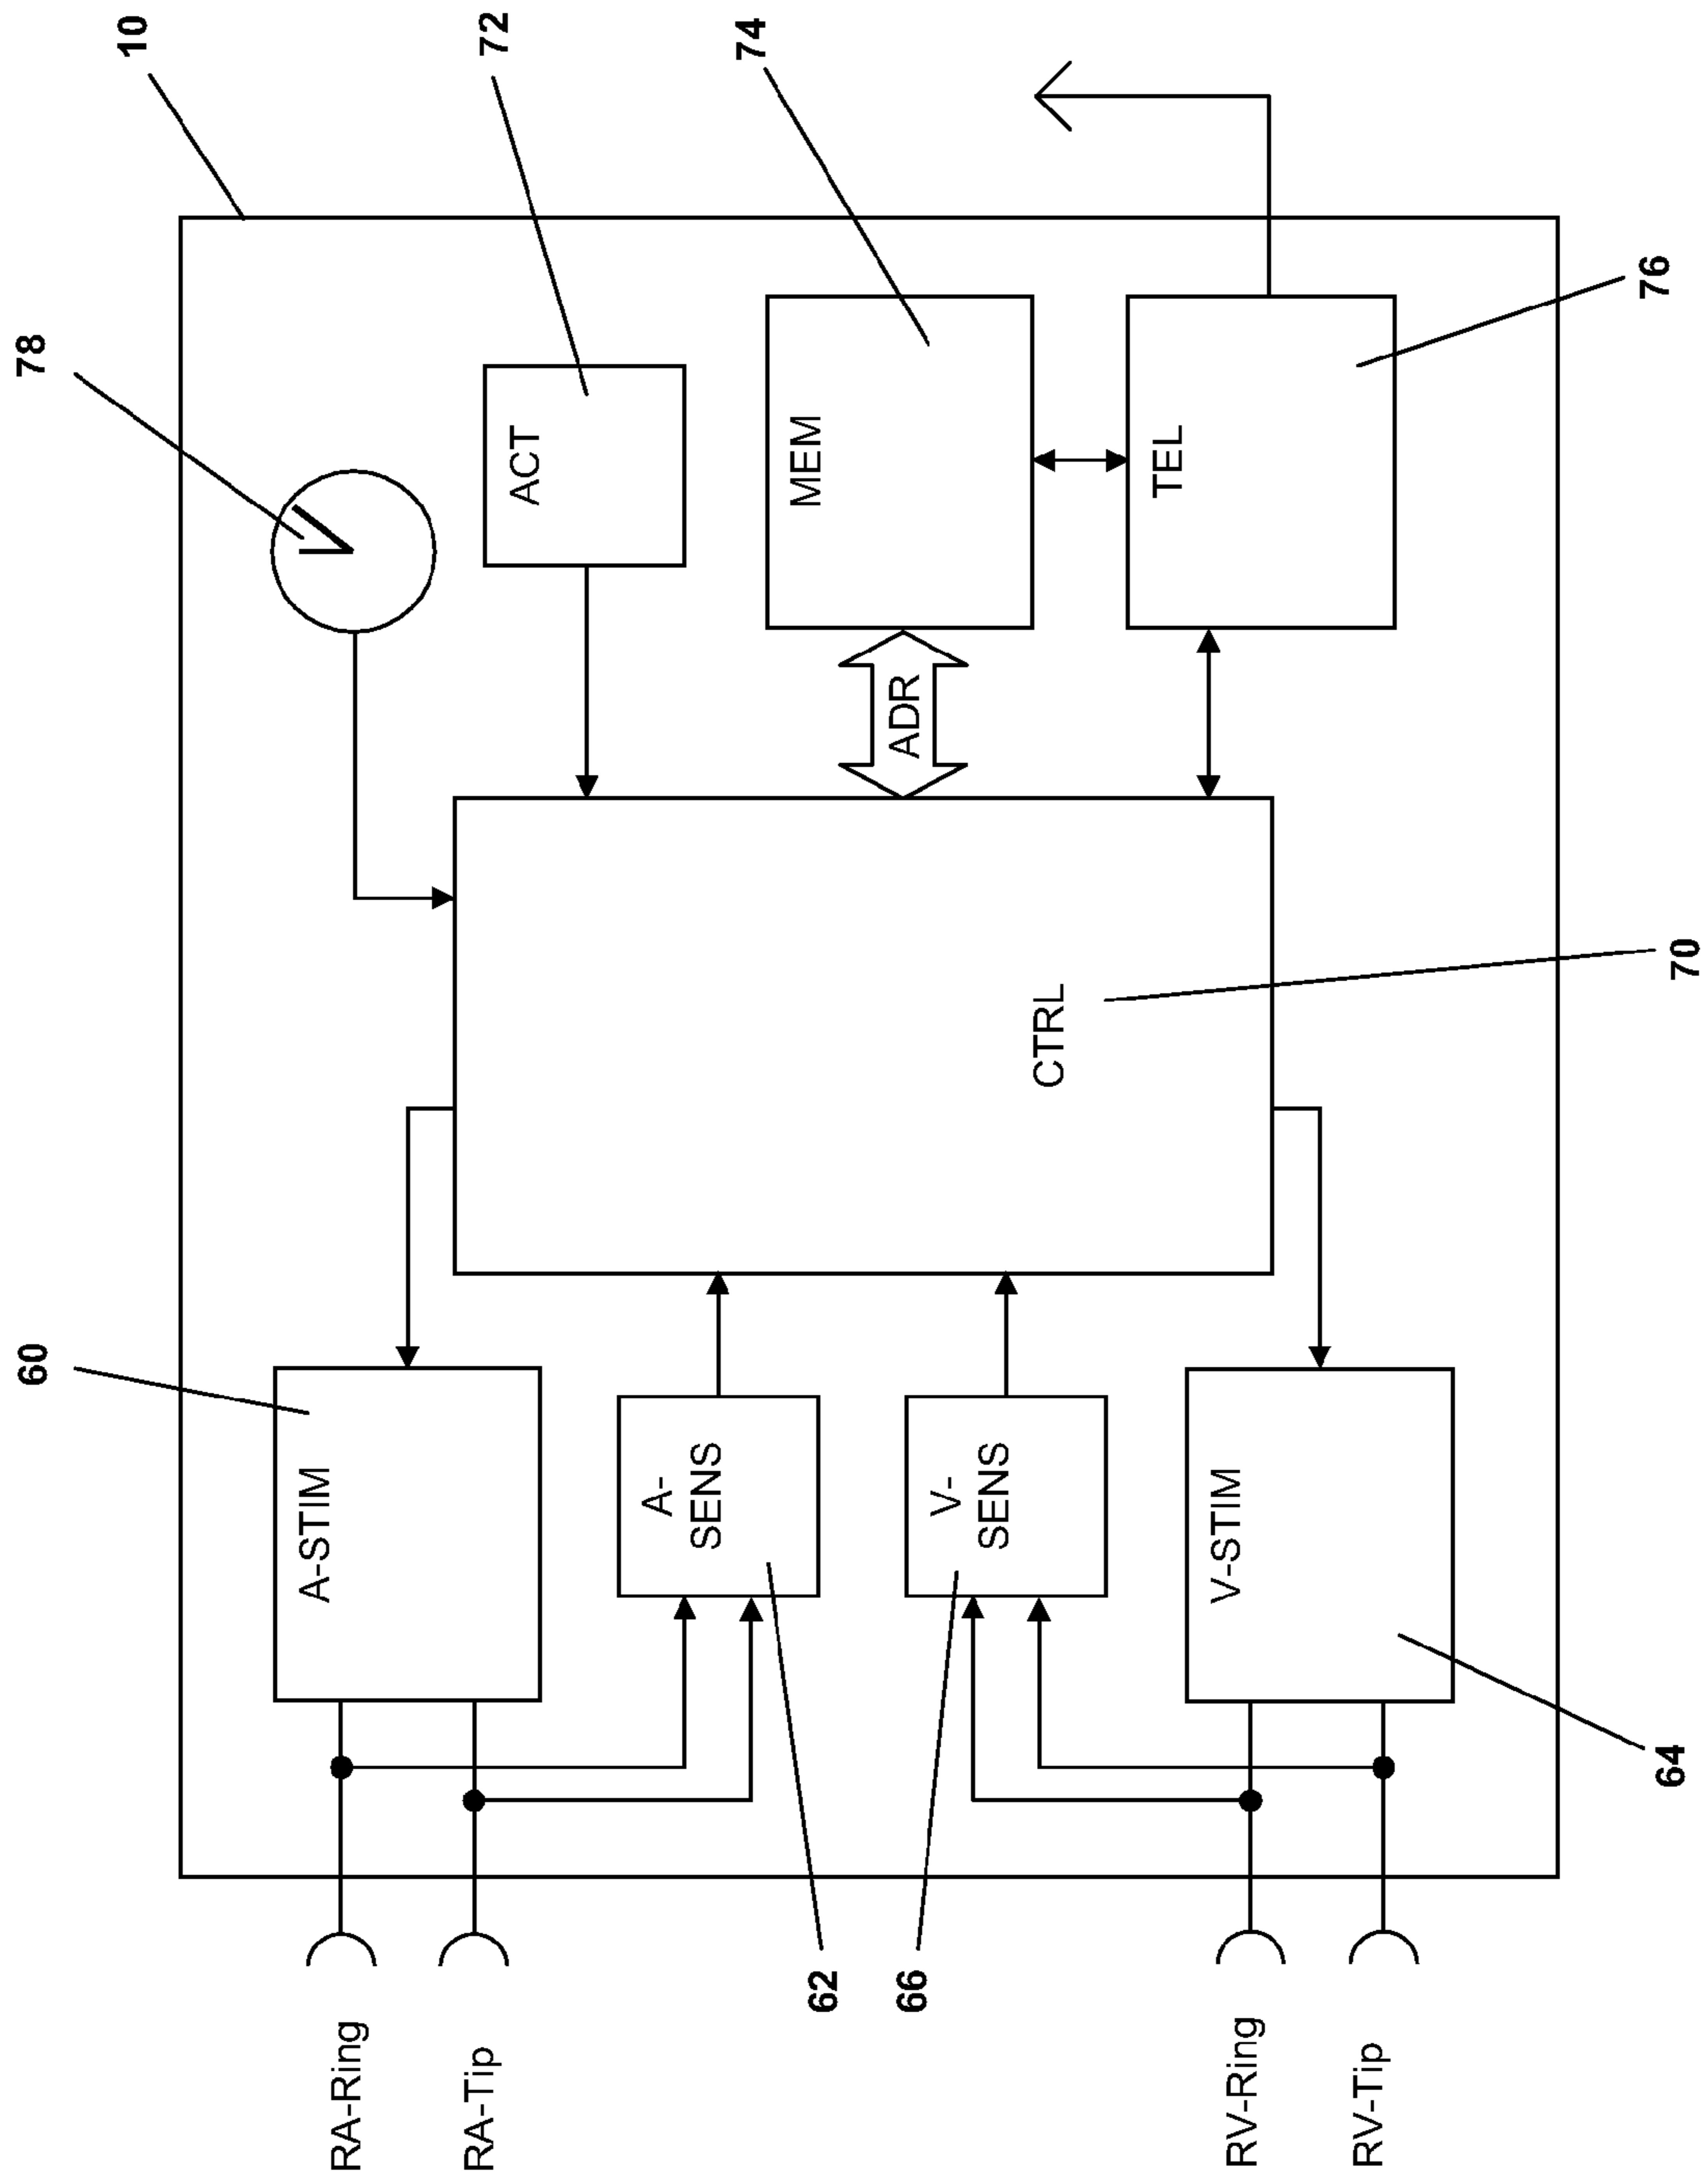 10
72
74
78
ACT
MEM
TEL
76
ADR
CTRL
70
60
A-STIM
A-
SENS
V-
SENS
V-STIM
62
66
64
RA-Ring
RA-Tip
RV-Ring
RV-Tip